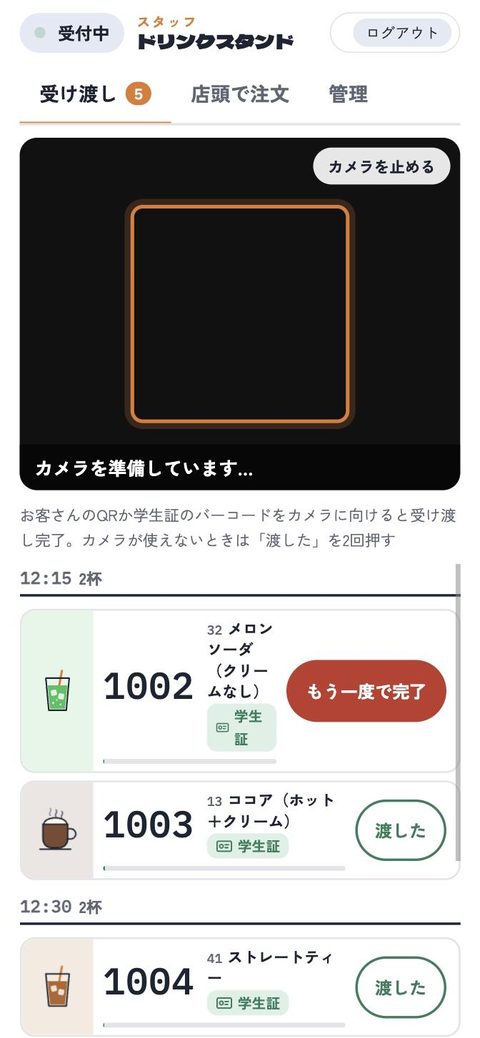 受付中
スタッフ
ドリンクスタンド
ログアウト
受け渡し 5
店頭で注文
管理
カメラを止める
カメラを準備しています…
お客さんのQRか学生証のバーコードをカメラに向けると受け渡
し完了。カメラが使えないときは「渡した」を2回押す
12:15 2杯
1002
32 メロン
ソーダ
（クリー
ムなし）
学生
証
もう一度で完了
1003
13 ココア（ホット
＋クリーム）
学生証
渡した
12:30 2杯
1004
41 ストレートティ
ー
学生証
渡した